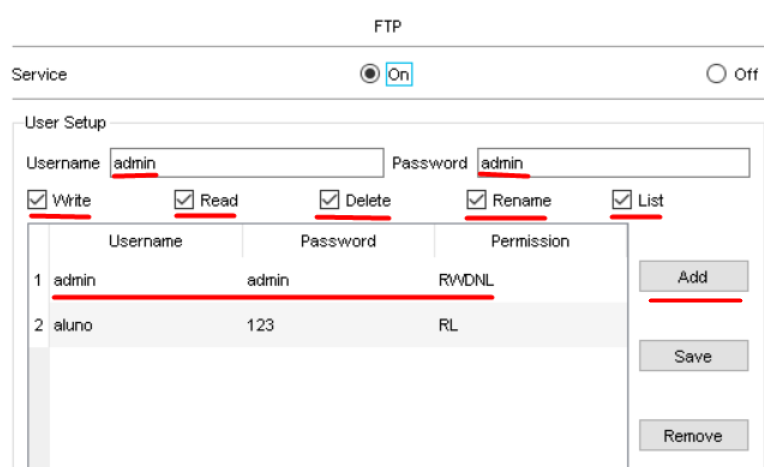 FTP
Service On Off
User Setup
Username admin Password admin
Write Read Delete Rename List
Username Password Permission
1 admin admin RWDNL
Add
2 aluno 123 RL
Save
Remove